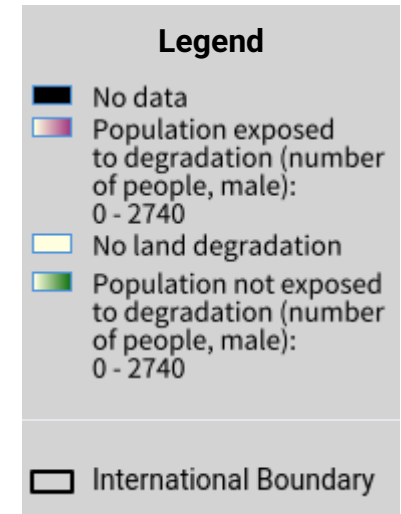 Legend
No data
Population exposed
to degradation (number
of people, male):
0 - 2740
No land degradation
Population not exposed
to degradation (number
of people, male):
0 - 2740
International Boundary